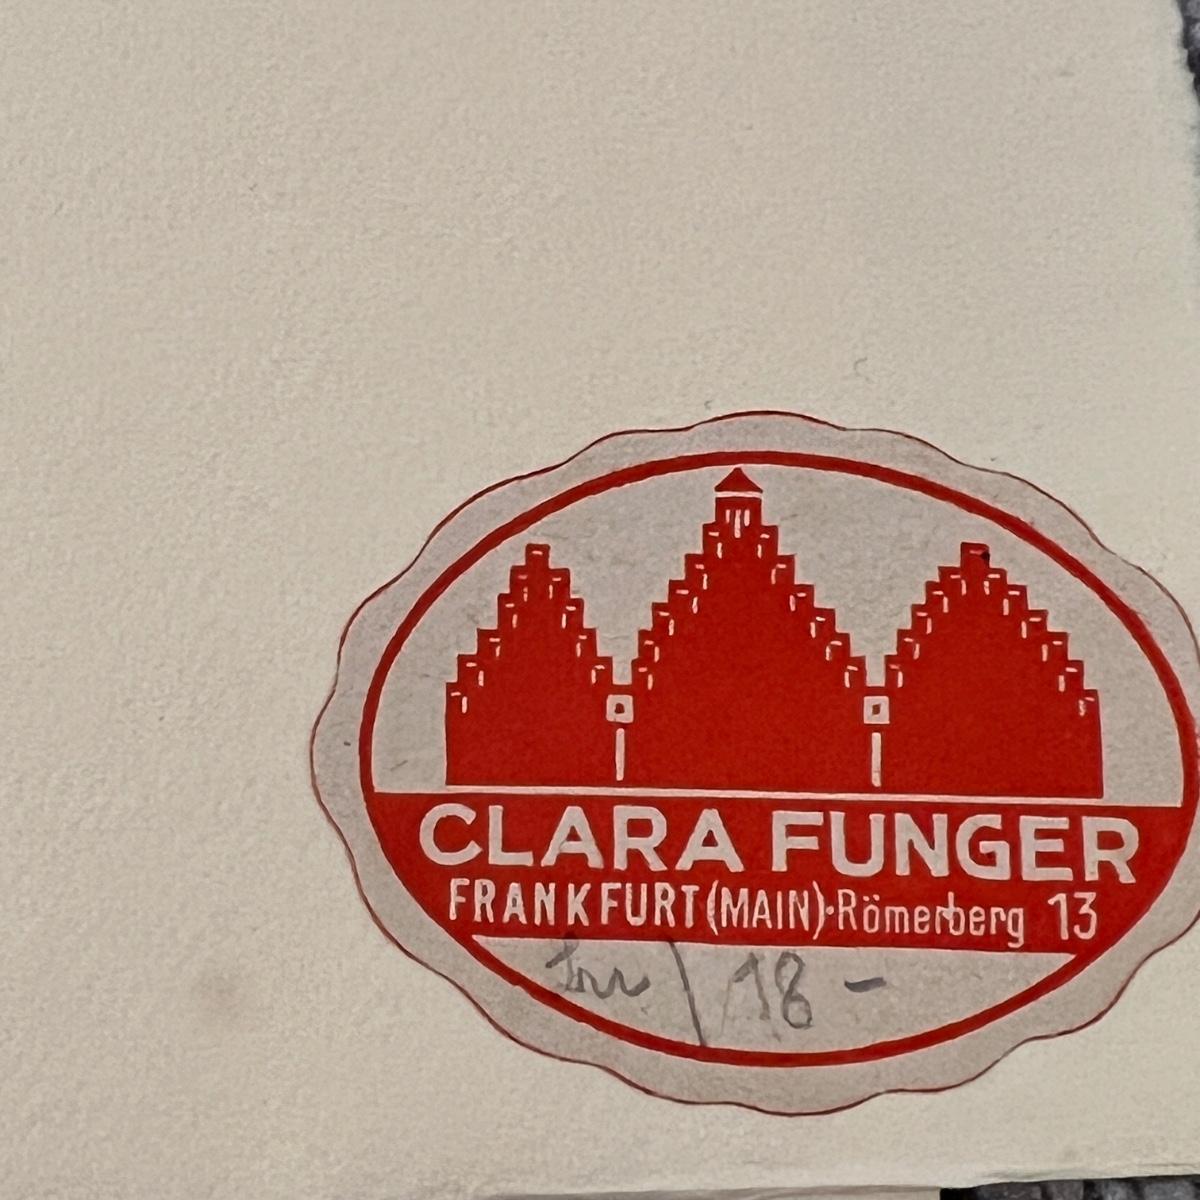 CLARA FUNGER
FRANKFURT (MAIN)·Römerberg 13
18 -